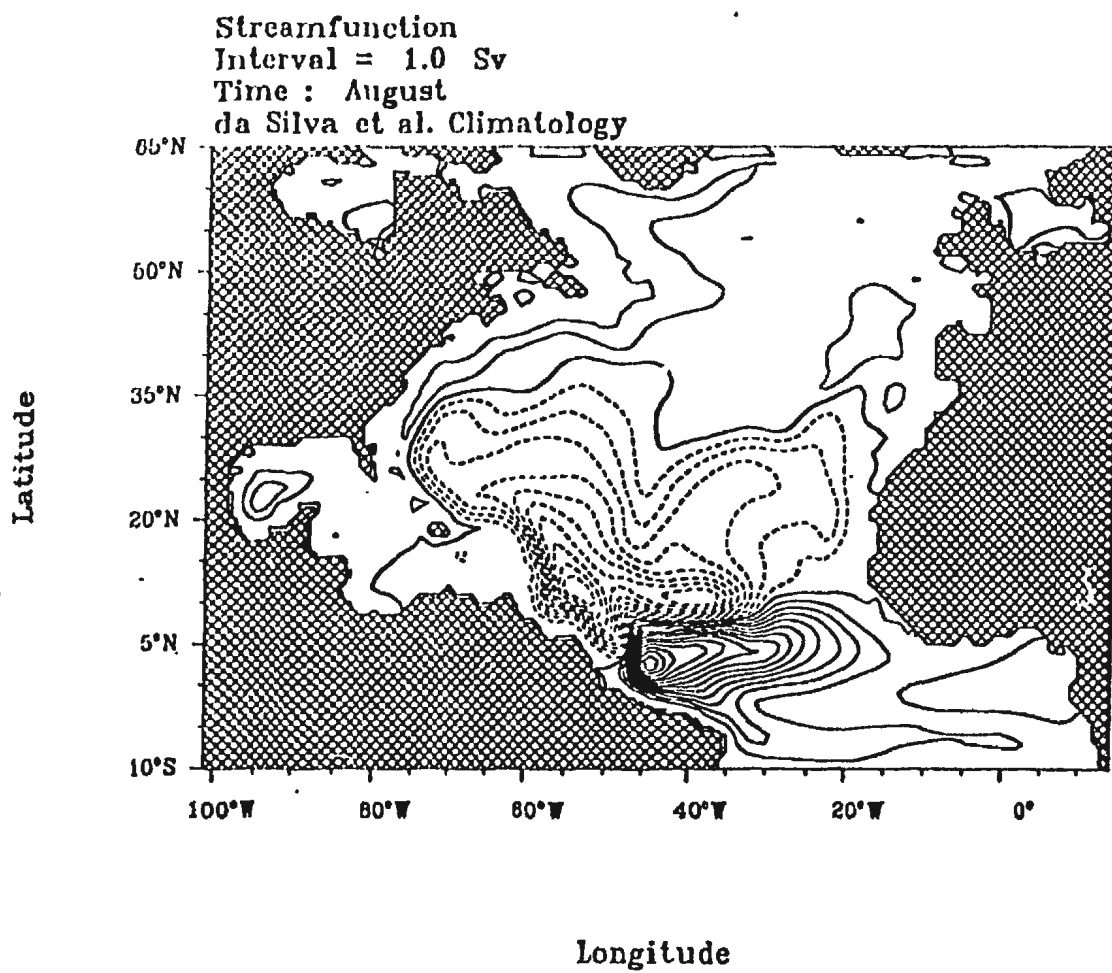 Streamfunction
Interval = 1.0 Sv
Time : August
da Silva et al. Climatology
65°N
50°N
35°N
20°N
5°N
10°S
100°W 80°W 60°W 40°W 20°W 0°
Latitude
Longitude